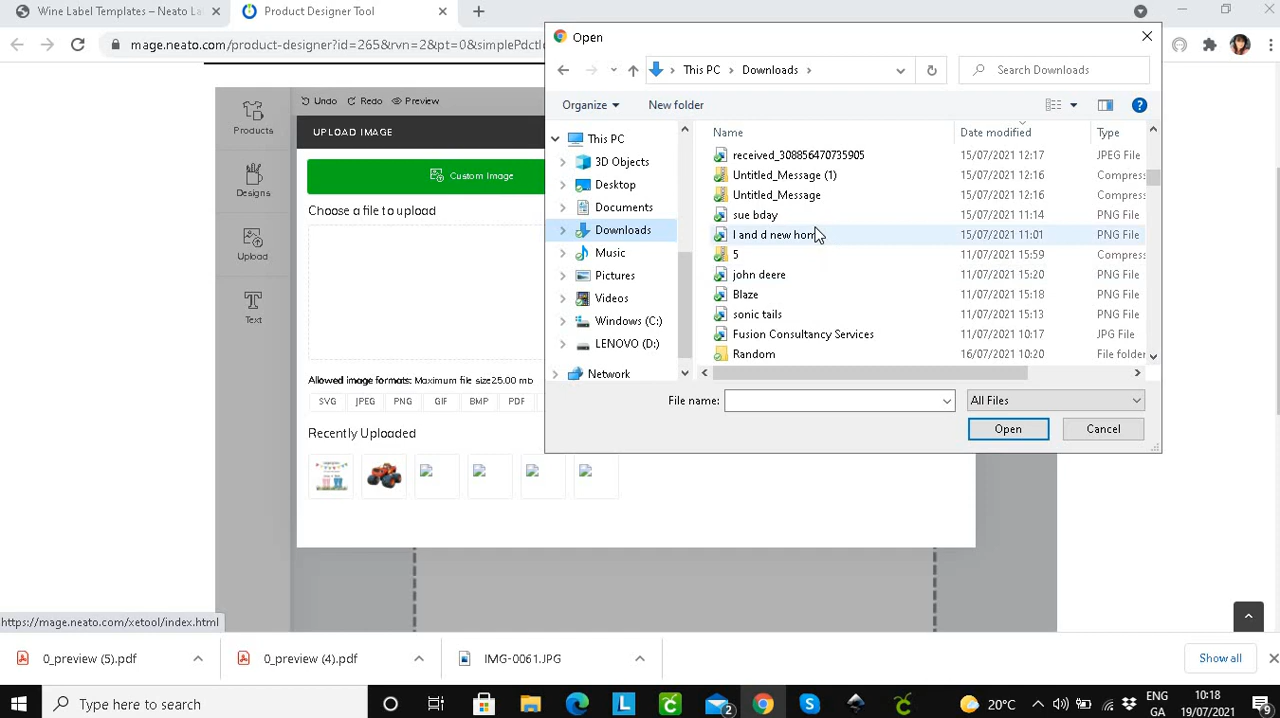 Wine Label Templates – Neato La
Product Designer Tool
mage.neato.com/product-designer?id=265&rvn=2&pt=0&simplePdctI
Open
This PC
Downloads
Search Downloads
Organize
New folder
Name
Date modified
Type
This PC
3D Objects
Desktop
Documents
Downloads
Music
Pictures
Videos
Windows (C:)
LENOVO (D:)
Network
received_308856470735905 15/07/2021 12:17 JPEG File
Untitled_Message (1) 15/07/2021 12:16 Compress
Untitled_Message 15/07/2021 12:16 Compress
sue bday 15/07/2021 11:14 PNG File
l and d new hom 15/07/2021 11:01 PNG File
5 11/07/2021 15:59 Compress
john deere 11/07/2021 15:20 PNG File
Blaze 11/07/2021 15:18 PNG File
sonic tails 11/07/2021 15:13 PNG File
Fusion Consultancy Services 11/07/2021 10:17 JPG File
Random 16/07/2021 10:20 File folder
File name:
All Files
Open
Cancel
Products
Designs
Upload
Text
Undo Redo Preview
UPLOAD IMAGE
Custom Image
Choose a file to upload
Allowed image formats: Maximum file size25.00 mb
SVG JPEG PNG GIF BMP PDF
Recently Uploaded
https://mage.neato.com/xetool/index.html
0_preview (5).pdf
0_preview (4).pdf
IMG-0061.JPG
Show all
Type here to search
2
20°C
ENG
GA
10:18
19/07/2021
9